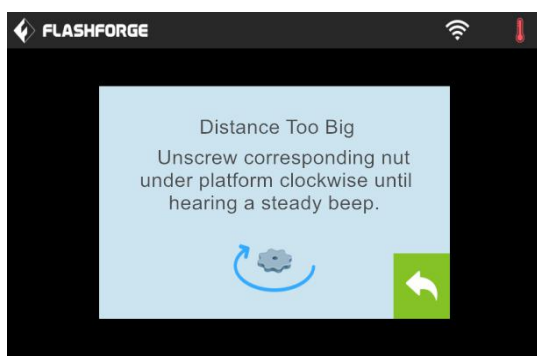 FLASHFORGE
Distance Too Big
Unscrew corresponding nut
under platform clockwise until
hearing a steady beep.